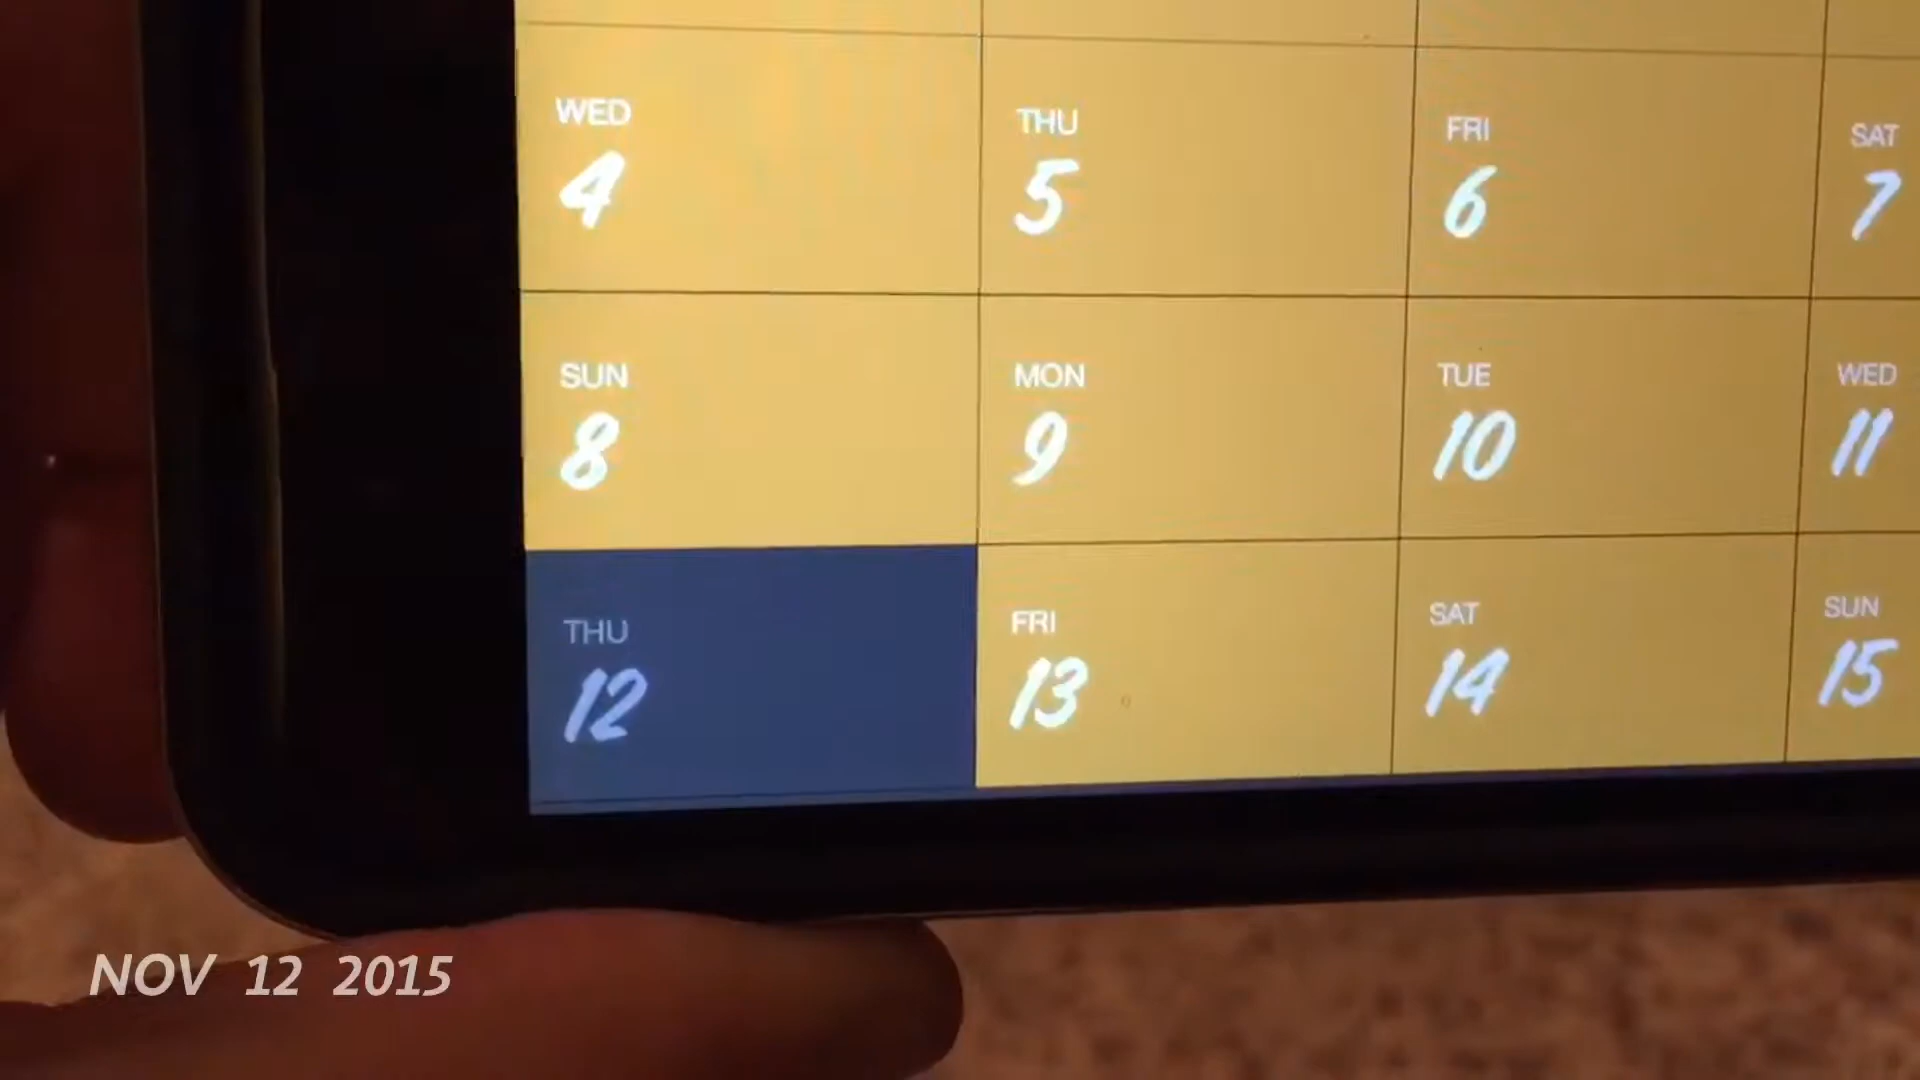 WED THU FRI SAT
4 5 6 7
SUN MON TUE WED
8 9 10 11
THU FRI SAT SUN
12 13 14 15
NOV 12 2015